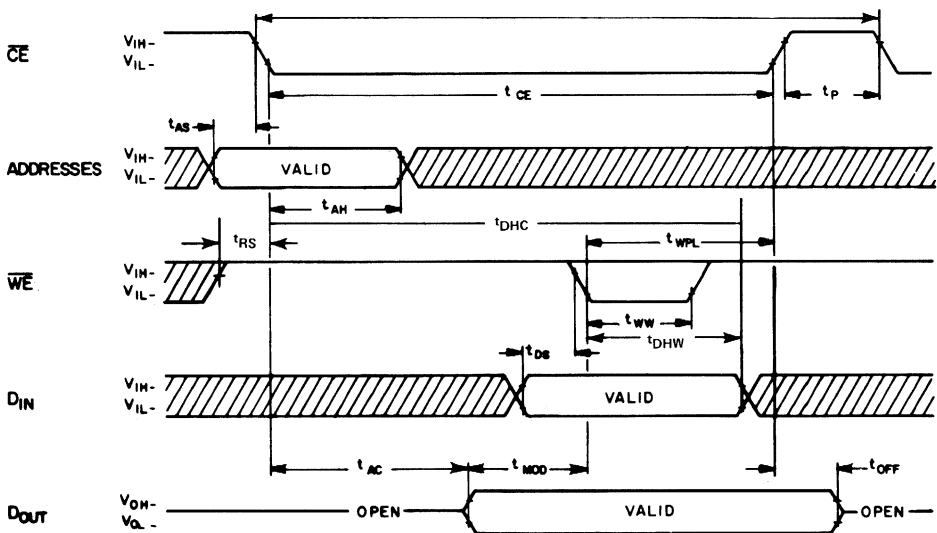 CE
VIH-
VIL-
tCE
tP
tAS
ADDRESSES
VIH-
VIL-
VALID
tAH
tDHC
tRS
tWPL
WE
VIH-
VIL-
tWW
tDHW
tDS
DIN
VIH-
VIL-
VALID
tAC
tMOD
tOFF
DOUT
VOH-
VOL-
OPEN
VALID
OPEN